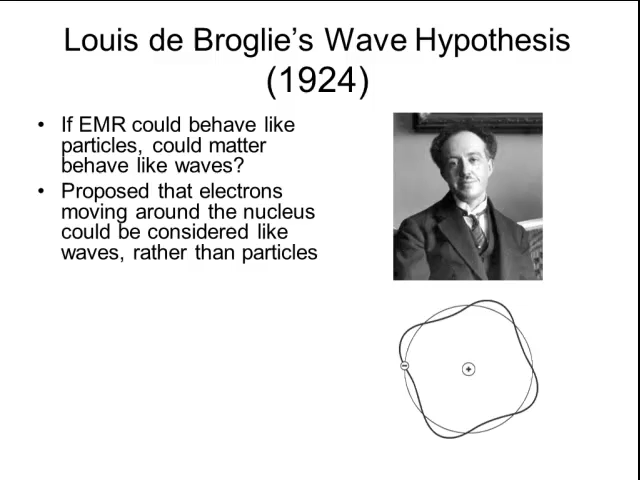 Louis de Broglie's Wave Hypothesis
(1924)
• If EMR could behave like
particles, could matter
behave like waves?
• Proposed that electrons
moving around the nucleus
could be considered like
waves, rather than particles
−
+